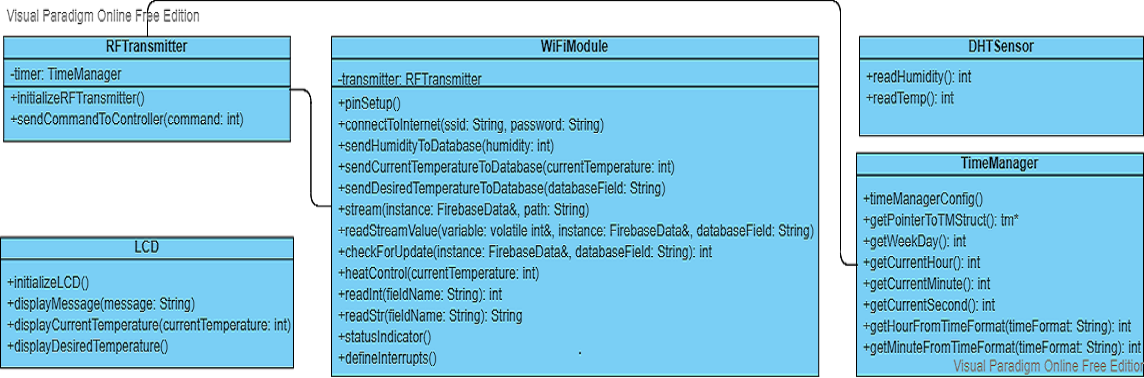 Visual Paradigm Online Free Edition
RFTransmitter
-timer: TimeManager
+initializeRFTransmitter()
+sendCommandToController(command: int)
LCD
+initializeLCD()
+displayMessage(message: String)
+displayCurrentTemperature(currentTemperature: int)
+displayDesiredTemperature()
WiFiModule
-transmitter: RFTransmitter
+pinSetup()
+connectToInternet(ssid: String, password: String)
+sendHumidityToDatabase(humidity: int)
+sendCurrentTemperatureToDatabase(currentTemperature: int)
+sendDesiredTemperatureToDatabase(databaseField: String)
+stream(instance: FirebaseData&, path: String)
+readStreamValue(variable: volatile int&, instance: FirebaseData&, databaseField: String)
+checkForUpdate(instance: FirebaseData&, databaseField: String): int
+heatControl(currentTemperature: int)
+readInt(fieldName: String): int
+readStr(fieldName: String): String
+statusIndicator()
+defineInterrupts()
DHTSensor
+readHumidity(): int
+readTemp(): int
TimeManager
+timeManagerConfig()
+getPointerToTMStruct(): tm*
+getWeekDay(): int
+getCurrentHour(): int
+getCurrentMinute(): int
+getCurrentSecond(): int
+getHourFromTimeFormat(timeFormat: String): int
+getMinuteFromTimeFormat(timeFormat: String): int
Visual Paradigm Online Free Edition